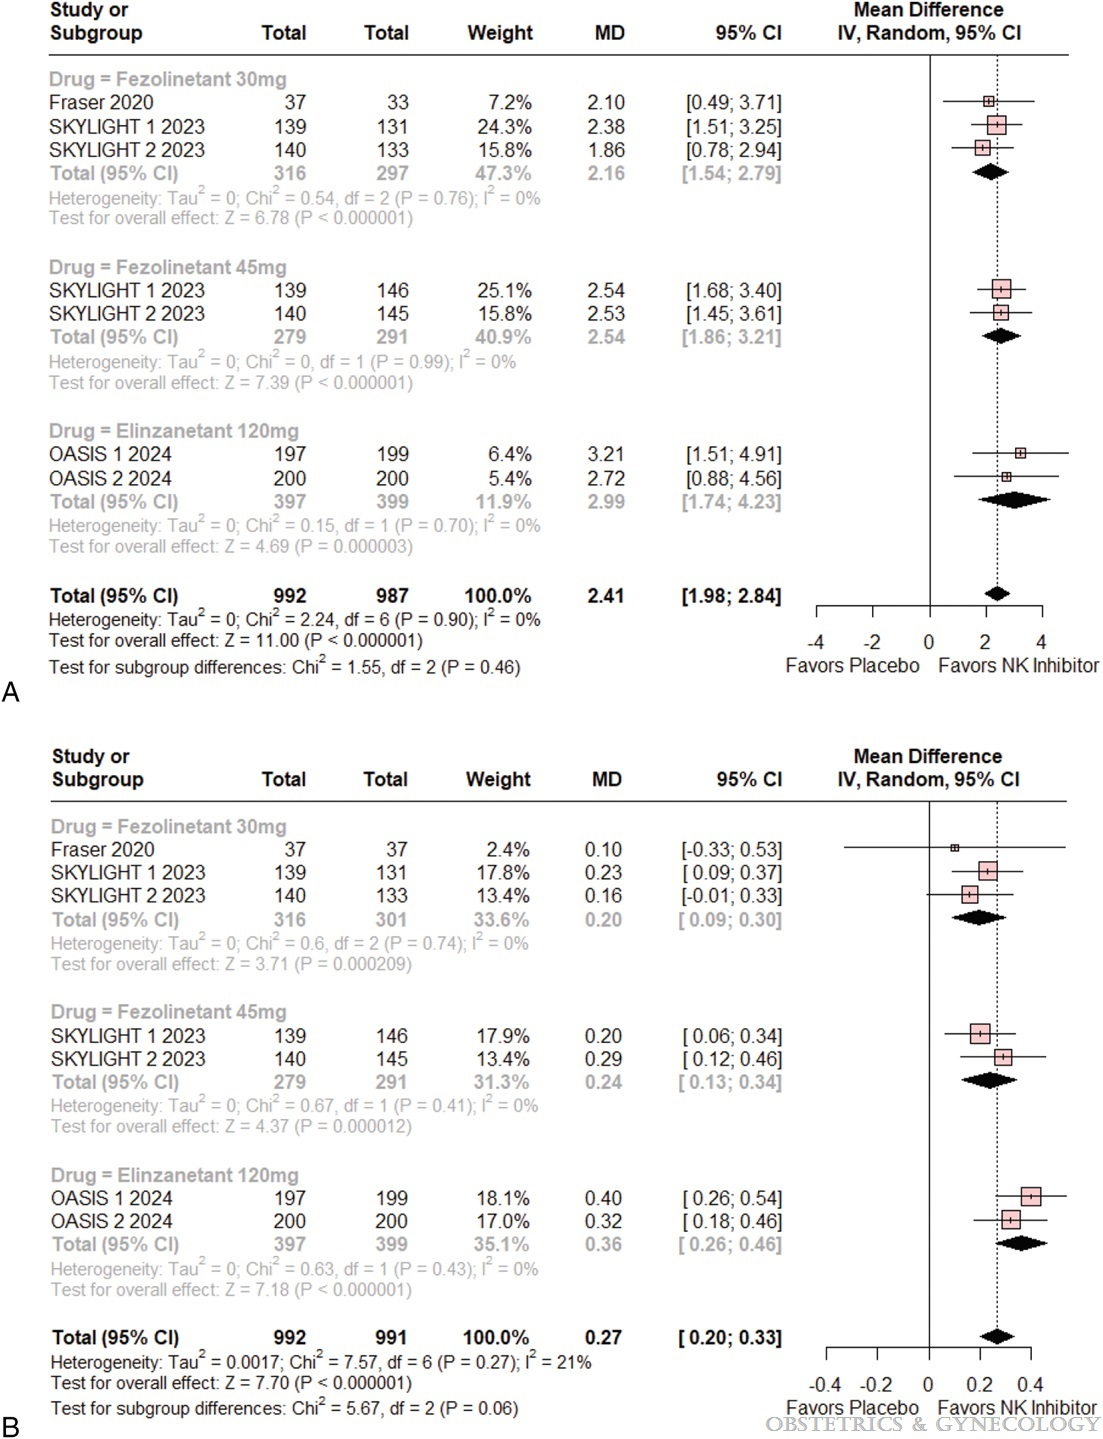 Study or Mean Difference
Subgroup Total Total Weight MD 95% CI IV, Random, 95% CI
Drug = Fezolinetant 30mg
Fraser 2020 37 33 7.2% 2.10 [0.49; 3.71]
SKYLIGHT 1 2023 139 131 24.3% 2.38 [1.51; 3.25]
SKYLIGHT 2 2023 140 133 15.8% 1.86 [0.78; 2.94]
Total (95% CI) 316 297 47.3% 2.16 [1.54; 2.79]
Heterogeneity: Tau² = 0; Chi² = 0.54, df = 2 (P = 0.76); I² = 0%
Test for overall effect: Z = 6.78 (P < 0.000001)
Drug = Fezolinetant 45mg
SKYLIGHT 1 2023 139 146 25.1% 2.54 [1.68; 3.40]
SKYLIGHT 2 2023 140 145 15.8% 2.53 [1.45; 3.61]
Total (95% CI) 279 291 40.9% 2.54 [1.86; 3.21]
Heterogeneity: Tau² = 0; Chi² = 0, df = 1 (P = 0.99); I² = 0%
Test for overall effect: Z = 7.39 (P < 0.000001)
Drug = Elinzanetant 120mg
OASIS 1 2024 197 199 6.4% 3.21 [1.51; 4.91]
OASIS 2 2024 200 200 5.4% 2.72 [0.88; 4.56]
Total (95% CI) 397 399 11.9% 2.99 [1.74; 4.23]
Heterogeneity: Tau² = 0; Chi² = 0.15, df = 1 (P = 0.70); I² = 0%
Test for overall effect: Z = 4.69 (P = 0.000003)
Total (95% CI) 992 987 100.0% 2.41 [1.98; 2.84]
Heterogeneity: Tau² = 0; Chi² = 2.24, df = 6 (P = 0.90); I² = 0%
Test for overall effect: Z = 11.00 (P < 0.000001) -4 -2 0 2 4
Test for subgroup differences: Chi² = 1.55, df = 2 (P = 0.46) Favors Placebo Favors NK Inhibitor
A
Study or Mean Difference
Subgroup Total Total Weight MD 95% CI IV, Random, 95% CI
Drug = Fezolinetant 30mg
Fraser 2020 37 37 2.4% 0.10 [-0.33; 0.53]
SKYLIGHT 1 2023 139 131 17.8% 0.23 [ 0.09; 0.37]
SKYLIGHT 2 2023 140 133 13.4% 0.16 [-0.01; 0.33]
Total (95% CI) 316 301 33.6% 0.20 [ 0.09; 0.30]
Heterogeneity: Tau² = 0; Chi² = 0.6, df = 2 (P = 0.74); I² = 0%
Test for overall effect: Z = 3.71 (P = 0.000209)
Drug = Fezolinetant 45mg
SKYLIGHT 1 2023 139 146 17.9% 0.20 [ 0.06; 0.34]
SKYLIGHT 2 2023 140 145 13.4% 0.29 [ 0.12; 0.46]
Total (95% CI) 279 291 31.3% 0.24 [ 0.13; 0.34]
Heterogeneity: Tau² = 0; Chi² = 0.67, df = 1 (P = 0.41); I² = 0%
Test for overall effect: Z = 4.37 (P = 0.000012)
Drug = Elinzanetant 120mg
OASIS 1 2024 197 199 18.1% 0.40 [ 0.26; 0.54]
OASIS 2 2024 200 200 17.0% 0.32 [ 0.18; 0.46]
Total (95% CI) 397 399 35.1% 0.36 [ 0.26; 0.46]
Heterogeneity: Tau² = 0; Chi² = 0.63, df = 1 (P = 0.43); I² = 0%
Test for overall effect: Z = 7.18 (P < 0.000001)
Total (95% CI) 992 991 100.0% 0.27 [ 0.20; 0.33]
Heterogeneity: Tau² = 0.0017; Chi² = 7.57, df = 6 (P = 0.27); I² = 21%
Test for overall effect: Z = 7.70 (P < 0.000001) -0.4 -0.2 0 0.2 0.4
Test for subgroup differences: Chi² = 5.67, df = 2 (P = 0.06) Favors Placebo Favors NK Inhibitor
B
OBSTETRICS & GYNECOLOGY